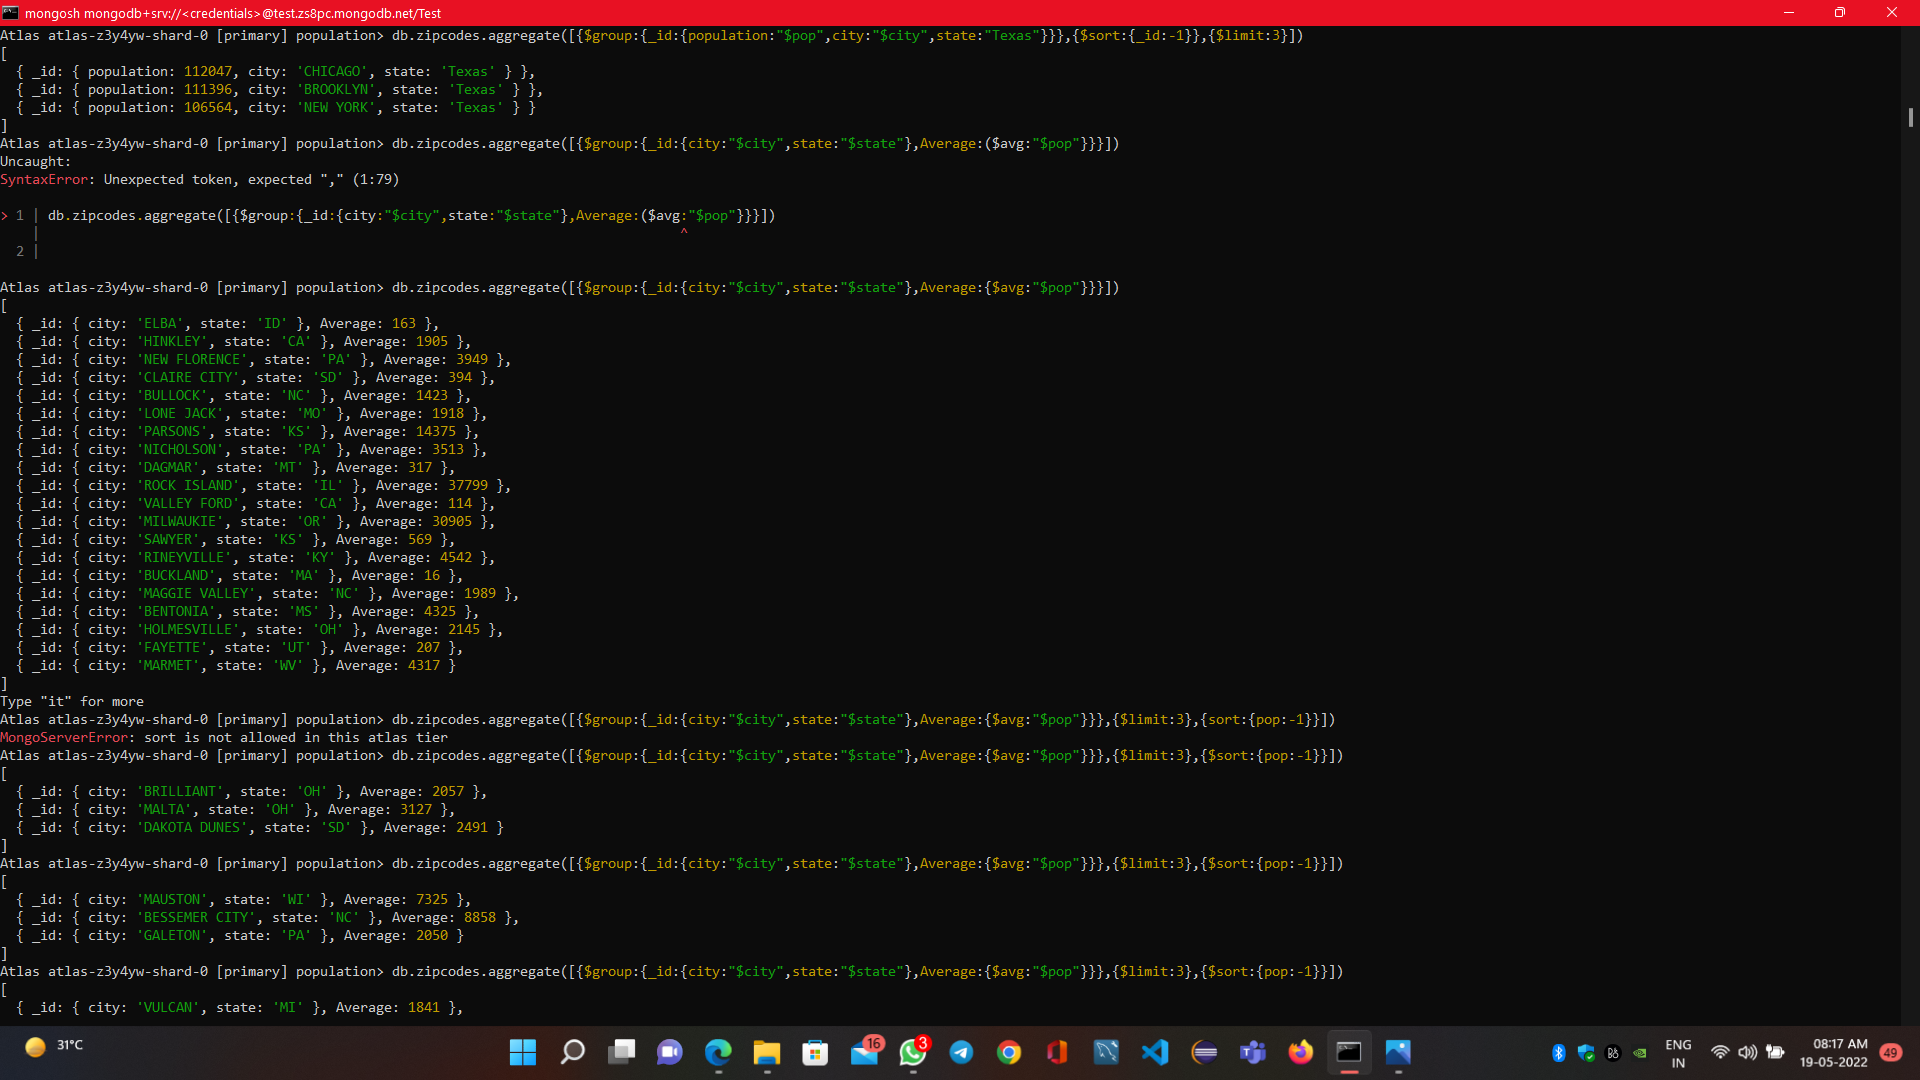 mongosh mongodb+srv://<credentials>@test.zs8pc.mongodb.net/Test
Atlas atlas-z3y4yw-shard-0 [primary] population> db.zipcodes.aggregate([{$group:{_id:{population:"$pop",city:"$city",state:"Texas"}}},{$sort:{_id:-1}},{$limit:3}])
[
  { _id: { population: 112047, city: 'CHICAGO', state: 'Texas' } },
  { _id: { population: 111396, city: 'BROOKLYN', state: 'Texas' } },
  { _id: { population: 106564, city: 'NEW YORK', state: 'Texas' } }
]
Atlas atlas-z3y4yw-shard-0 [primary] population> db.zipcodes.aggregate([{$group:{_id:{city:"$city",state:"$state"},Average:($avg:"$pop"}}}])
Uncaught:
SyntaxError: Unexpected token, expected "," (1:79)
> 1 | db.zipcodes.aggregate([{$group:{_id:{city:"$city",state:"$state"},Average:($avg:"$pop"}}}])
    | ^
  2 |
Atlas atlas-z3y4yw-shard-0 [primary] population> db.zipcodes.aggregate([{$group:{_id:{city:"$city",state:"$state"},Average:{$avg:"$pop"}}}])
[
  { _id: { city: 'ELBA', state: 'ID' }, Average: 163 },
  { _id: { city: 'HINKLEY', state: 'CA' }, Average: 1905 },
  { _id: { city: 'NEW FLORENCE', state: 'PA' }, Average: 3949 },
  { _id: { city: 'CLAIRE CITY', state: 'SD' }, Average: 394 },
  { _id: { city: 'BULLOCK', state: 'NC' }, Average: 1423 },
  { _id: { city: 'LONE JACK', state: 'MO' }, Average: 1918 },
  { _id: { city: 'PARSONS', state: 'KS' }, Average: 14375 },
  { _id: { city: 'NICHOLSON', state: 'PA' }, Average: 3513 },
  { _id: { city: 'DAGMAR', state: 'MT' }, Average: 317 },
  { _id: { city: 'ROCK ISLAND', state: 'IL' }, Average: 37799 },
  { _id: { city: 'VALLEY FORD', state: 'CA' }, Average: 114 },
  { _id: { city: 'MILWAUKIE', state: 'OR' }, Average: 30905 },
  { _id: { city: 'SAWYER', state: 'KS' }, Average: 569 },
  { _id: { city: 'RINEYVILLE', state: 'KY' }, Average: 4542 },
  { _id: { city: 'BUCKLAND', state: 'MA' }, Average: 16 },
  { _id: { city: 'MAGGIE VALLEY', state: 'NC' }, Average: 1989 },
  { _id: { city: 'BENTONIA', state: 'MS' }, Average: 4325 },
  { _id: { city: 'HOLMESVILLE', state: 'OH' }, Average: 2145 },
  { _id: { city: 'FAYETTE', state: 'UT' }, Average: 207 },
  { _id: { city: 'MARMET', state: 'WV' }, Average: 4317 }
]
Type "it" for more
Atlas atlas-z3y4yw-shard-0 [primary] population> db.zipcodes.aggregate([{$group:{_id:{city:"$city",state:"$state"},Average:{$avg:"$pop"}}},{$limit:3},{sort:{pop:-1}}])
MongoServerError: sort is not allowed in this atlas tier
Atlas atlas-z3y4yw-shard-0 [primary] population> db.zipcodes.aggregate([{$group:{_id:{city:"$city",state:"$state"},Average:{$avg:"$pop"}}},{$limit:3},{$sort:{pop:-1}}])
[
  { _id: { city: 'BRILLIANT', state: 'OH' }, Average: 2057 },
  { _id: { city: 'MALTA', state: 'OH' }, Average: 3127 },
  { _id: { city: 'DAKOTA DUNES', state: 'SD' }, Average: 2491 }
]
Atlas atlas-z3y4yw-shard-0 [primary] population> db.zipcodes.aggregate([{$group:{_id:{city:"$city",state:"$state"},Average:{$avg:"$pop"}}},{$limit:3},{$sort:{pop:-1}}])
[
  { _id: { city: 'MAUSTON', state: 'WI' }, Average: 7325 },
  { _id: { city: 'BESSEMER CITY', state: 'NC' }, Average: 8858 },
  { _id: { city: 'GALETON', state: 'PA' }, Average: 2050 }
]
Atlas atlas-z3y4yw-shard-0 [primary] population> db.zipcodes.aggregate([{$group:{_id:{city:"$city",state:"$state"},Average:{$avg:"$pop"}}},{$limit:3},{$sort:{pop:-1}}])
[
  { _id: { city: 'VULCAN', state: 'MI' }, Average: 1841 },
31°C
16
3
ENG
IN
08:17 AM
19-05-2022
49